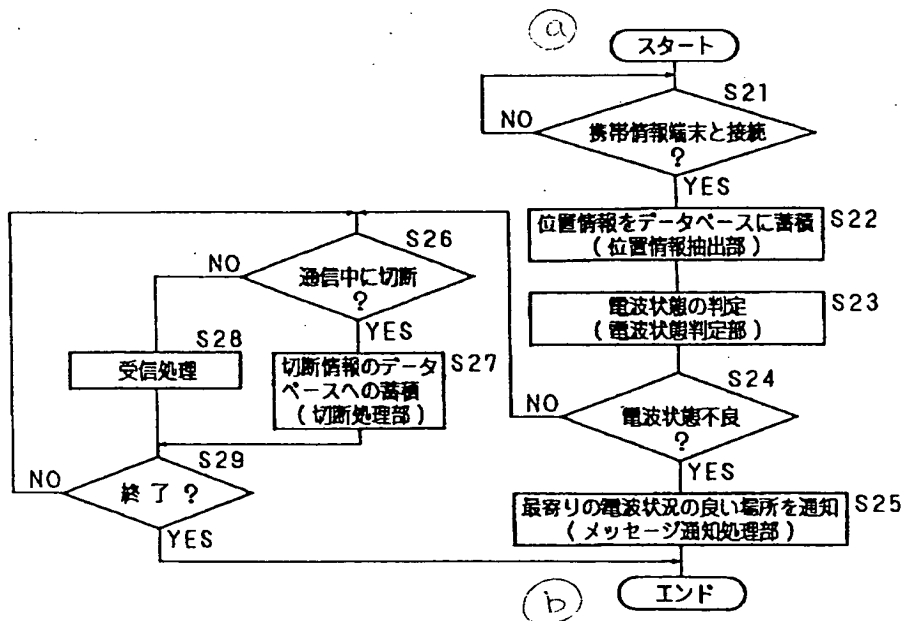 a
スタート
S21
NO
携帯情報端末と接続
?
YES
位置情報をデータベースに蓄積
(位置情報抽出部)
S22
電波状態の判定
(電波状態判定部)
S23
S24
NO
電波状態不良
?
YES
最寄りの電波状況の良い場所を通知
(メッセージ通知処理部)
S25
S26
NO
通信中に切断
?
YES
S28
受信処理
切断情報のデータ
ベースへの蓄積
(切断処理部)
S27
S29
NO
終了?
YES
b
エンド